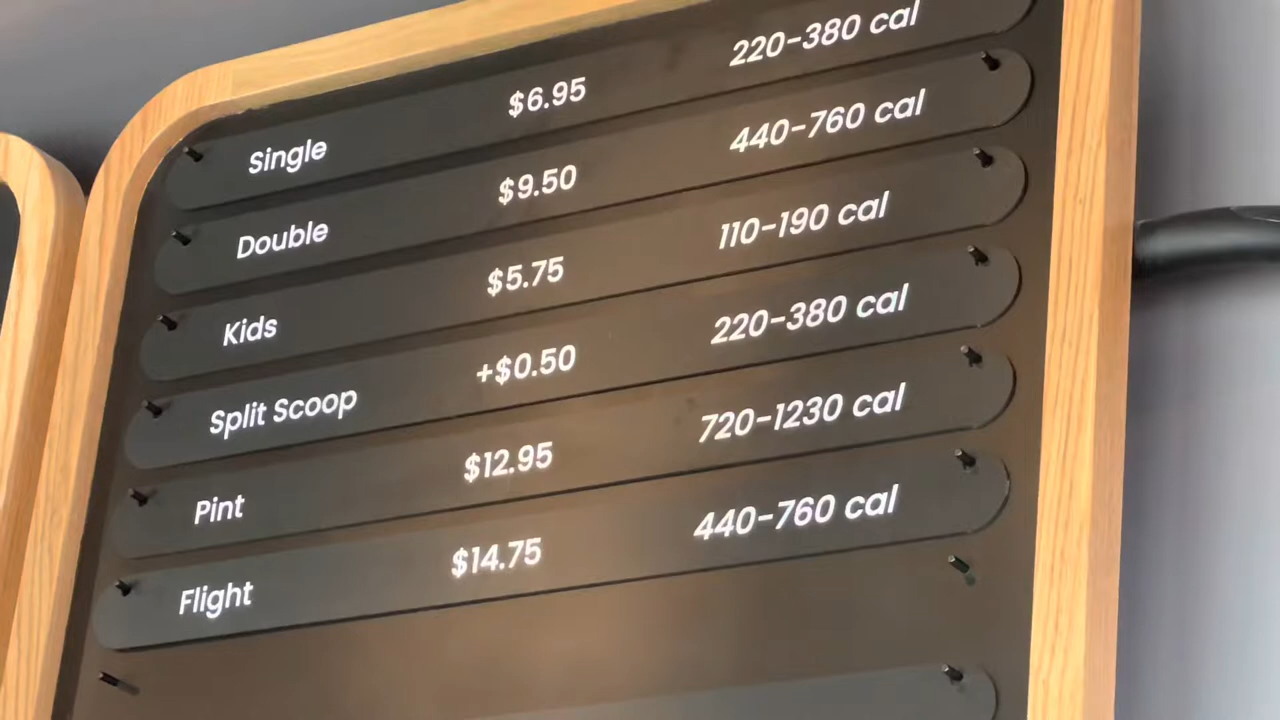 Single $6.95 220-380 cal
Double $9.50 440-760 cal
Kids $5.75 110-190 cal
Split Scoop +$0.50 220-380 cal
Pint $12.95 720-1230 cal
Flight $14.75 440-760 cal